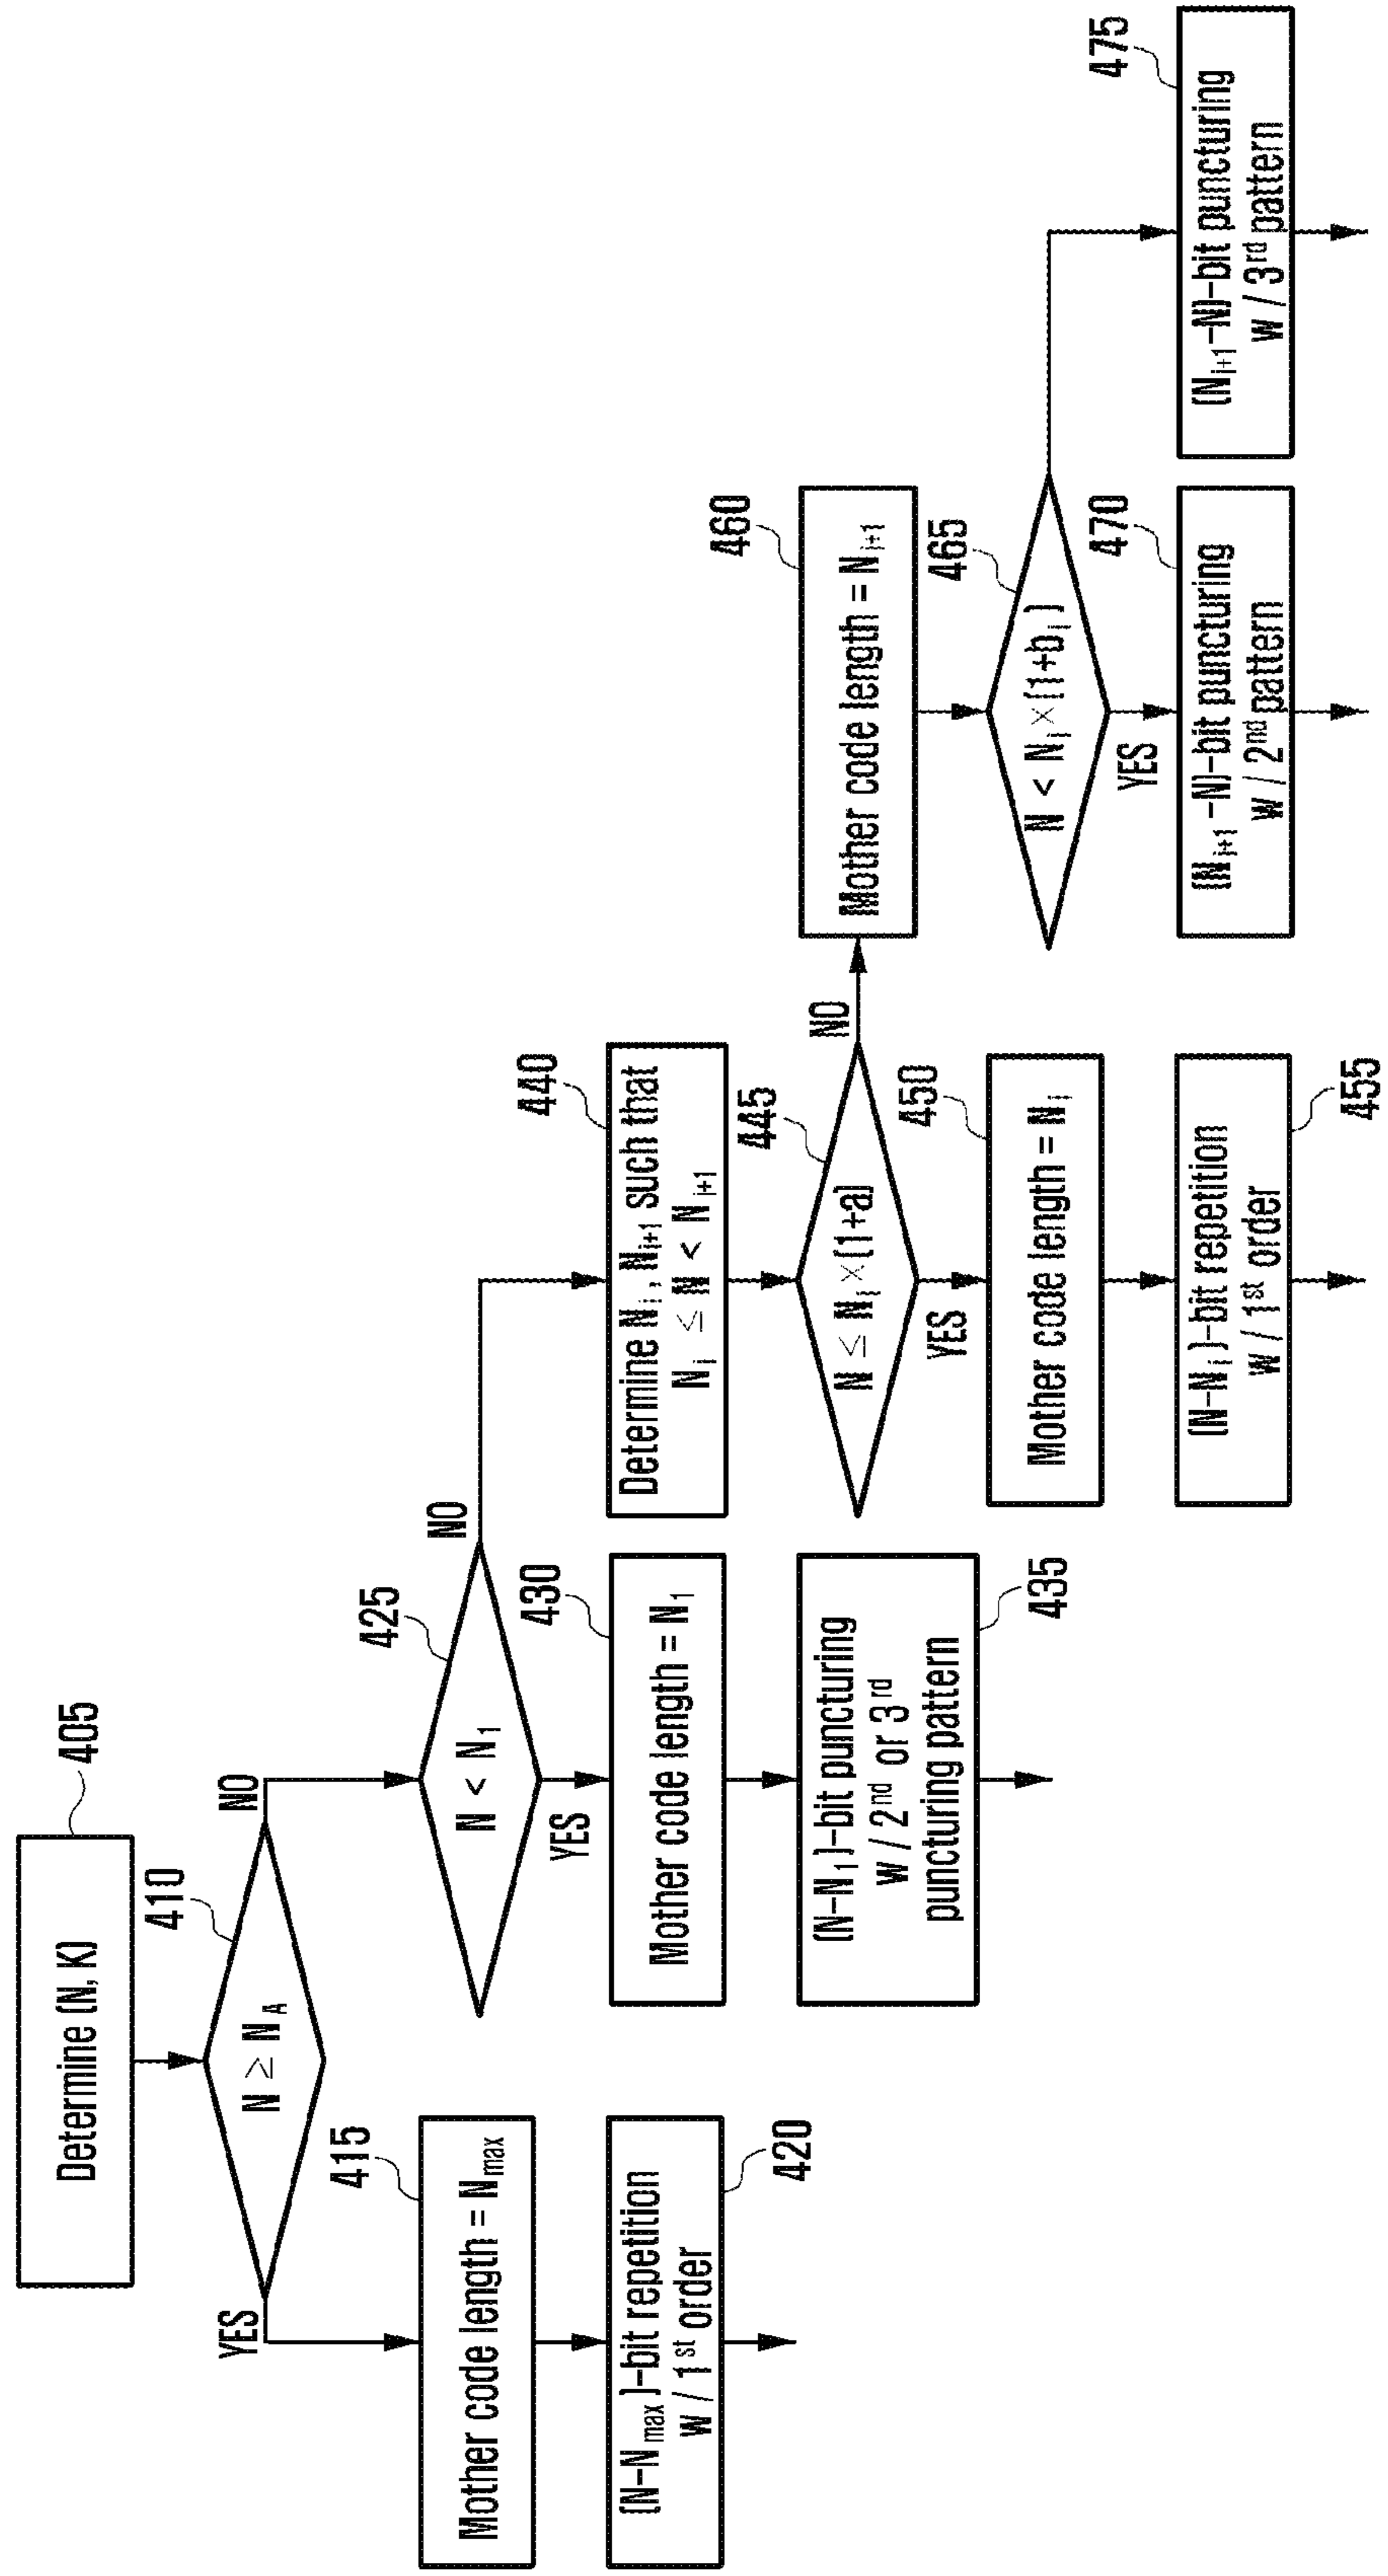 Determine (N, K)
405
410
N ≥ N_A
YES
NO
415
Mother code length = N_max
(N-N_max)-bit repetition
W / 1st order
420
425
N < N_1
YES
NO
430
Mother code length = N_1
(N-N_1)-bit puncturing
W / 2nd or 3rd
puncturing pattern
435
440
Determine N_i, N_i+1 such that
N_i ≤ N < N_i+1
445
N ≤ N_i ×(1+a)
YES
NO
450
Mother code length = N_i
(N-N_i)-bit repetition
W / 1st order
455
460
Mother code length = N_i+1
465
N < N_i ×(1+b_i)
YES
470
(N_i+1-N)-bit puncturing
W / 2nd pattern
475
(N_i+1-N)-bit puncturing
W / 3rd pattern